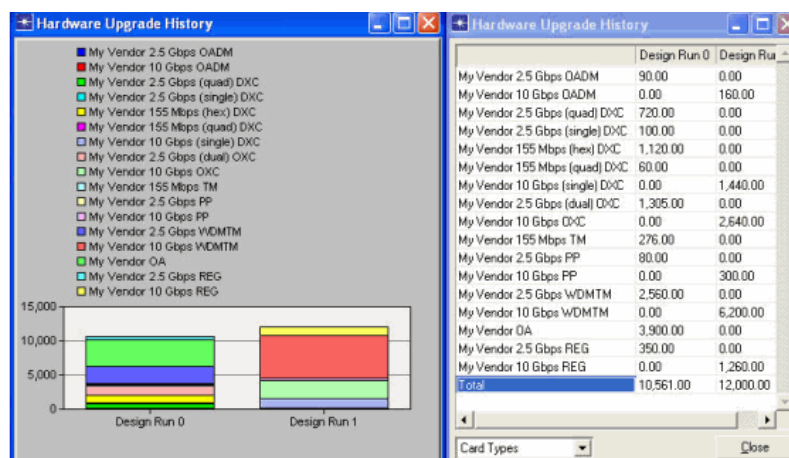 Hardware Upgrade History
My Vendor 2.5 Gbps OADM
My Vendor 10 Gbps OADM
My Vendor 2.5 Gbps (quad) DXC
My Vendor 2.5 Gbps (single) DXC
My Vendor 155 Mbps (hex) DXC
My Vendor 155 Mbps (quad) DXC
My Vendor 10 Gbps (single) DXC
My Vendor 2.5 Gbps (dual) OXC
My Vendor 10 Gbps OXC
My Vendor 155 Mbps TM
My Vendor 2.5 Gbps PP
My Vendor 10 Gbps PP
My Vendor 2.5 Gbps WDMTM
My Vendor 10 Gbps WDMTM
My Vendor OA
My Vendor 2.5 Gbps REG
My Vendor 10 Gbps REG
15,000
10,000
5,000
0
Design Run 0 Design Run 1
Hardware Upgrade History
Design Run 0 Design Ru
My Vendor 2.5 Gbps OADM 90.00 0.00
My Vendor 10 Gbps OADM 0.00 160.00
My Vendor 2.5 Gbps (quad) DXC 720.00 0.00
My Vendor 2.5 Gbps (single) DXC 100.00 0.00
My Vendor 155 Mbps (hex) DXC 1,120.00 0.00
My Vendor 155 Mbps (quad) DXC 60.00 0.00
My Vendor 10 Gbps (single) DXC 0.00 1,440.00
My Vendor 2.5 Gbps (dual) OXC 1,305.00 0.00
My Vendor 10 Gbps OXC 0.00 2,640.00
My Vendor 155 Mbps TM 276.00 0.00
My Vendor 2.5 Gbps PP 80.00 0.00
My Vendor 10 Gbps PP 0.00 300.00
My Vendor 2.5 Gbps WDMTM 2,560.00 0.00
My Vendor 10 Gbps WDMTM 0.00 6,200.00
My Vendor OA 3,900.00 0.00
My Vendor 2.5 Gbps REG 350.00 0.00
My Vendor 10 Gbps REG 0.00 1,260.00
Total 10,561.00 12,000.00
Card Types Close